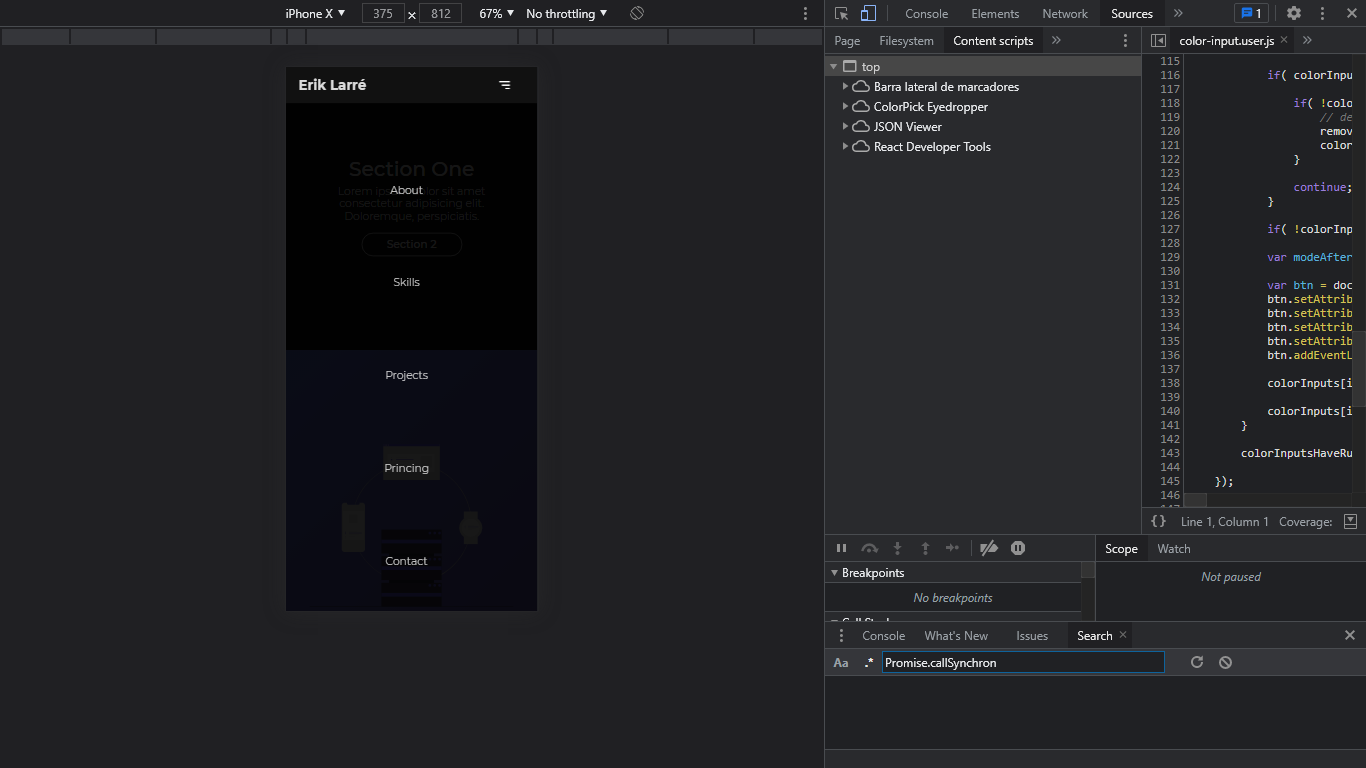 iPhone X ▼ 375 × 812 67% ▼ No throttling ▼
Erik Larré
Section One
About
consectetur adipisicing elit.
Doloremque, perspiciatis.
Section 2
Skills
Projects
Princing
Contact
Console Elements Network Sources » 1
Page Filesystem Content scripts »
top
Barra lateral de marcadores
ColorPick Eyedropper
JSON Viewer
React Developer Tools
color-input.user.js × »
115
116 if( colorInpu
117
118 if( !colo
119 // de
120 remov
121 color
122 }
123
124 continue;
125 }
126
127 if( !colorInp
128
129 var modeAfter
130
131 var btn = doc
132 btn.setAttrib
133 btn.setAttrib
134 btn.setAttrib
135 btn.setAttrib
136 btn.addEventL
137
138 colorInputs[i
139
140 colorInputs[i
141 }
142
143 colorInputsHaveRu
144
145 });
146
{} Line 1, Column 1 Coverage:
Breakpoints
No breakpoints
Scope Watch
Not paused
Console What's New Issues Search ×
Aa .* Promise.callSynchron